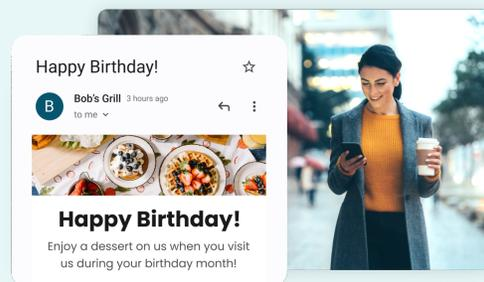 Happy Birthday!
B
Bob's Grill 3 hours ago
to me
Happy Birthday!
Enjoy a dessert on us when you visit
us during your birthday month!